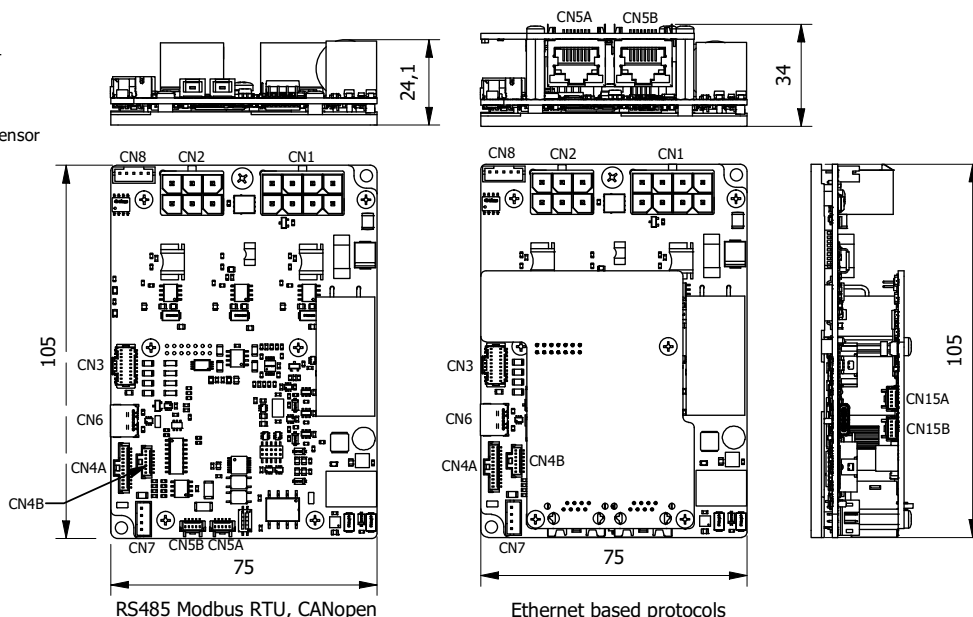 CN5A CN5B
24,1
34
ensor
CN8 CN2 CN1
CN8 CN2 CN1
105
105
CN3
CN6
CN4A
CN4B
CN7 CN5B CN5A
CN3
CN6
CN4A
CN4B
CN7
CN15A
CN15B
75
75
RS485 Modbus RTU, CANopen
Ethernet based protocols